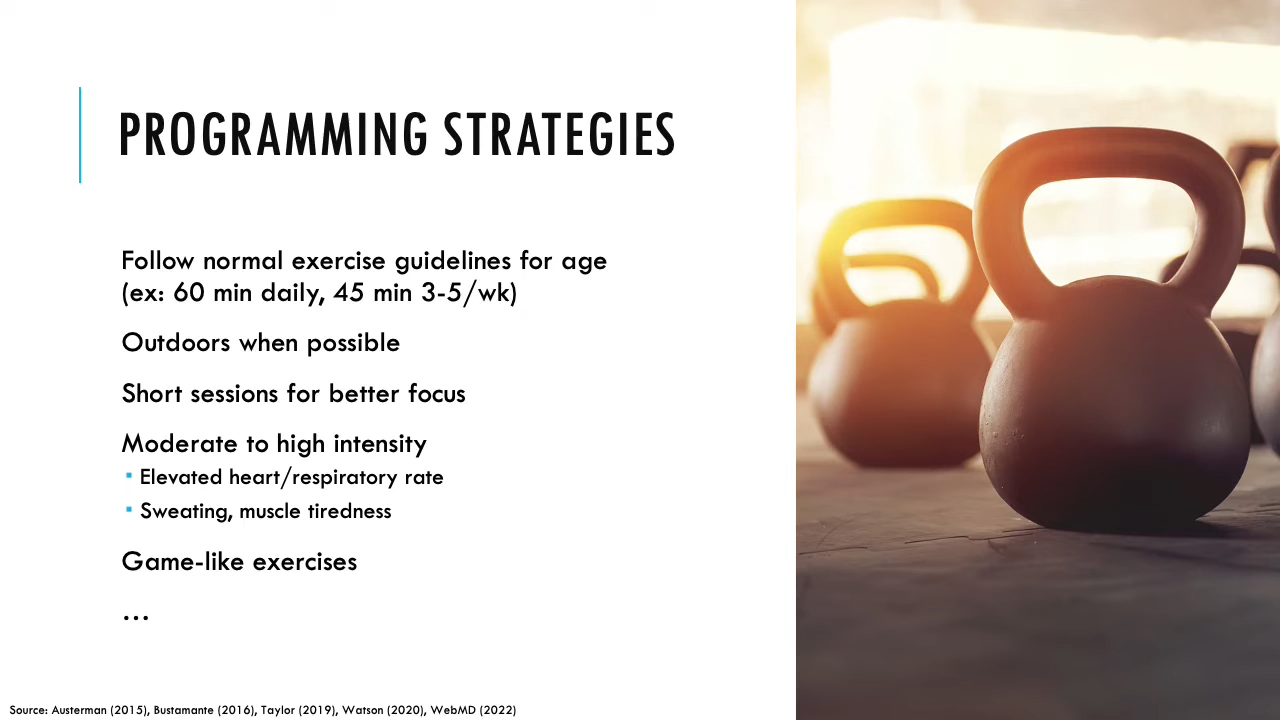 PROGRAMMING STRATEGIES
Follow normal exercise guidelines for age
(ex: 60 min daily, 45 min 3-5/wk)
Outdoors when possible
Short sessions for better focus
Moderate to high intensity
▪ Elevated heart/respiratory rate
▪ Sweating, muscle tiredness
Game-like exercises
…
Source: Austerman (2015), Bustamante (2016), Taylor (2019), Watson (2020), WebMD (2022)